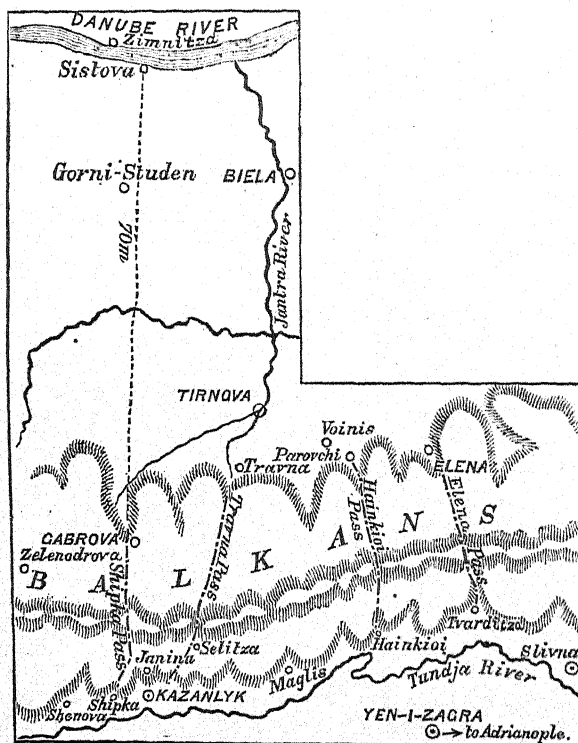 DANUBE RIVER
Zimnitza
Sistova
Gorni-Studen
BIELA
70m
Jantra River
TIRNOVA
Voinis
Parovchi
Travna
ELENA
Hainkioi
Pass
Elena
Pass
Travna Pass
GABROVA
Zelenodrova
BALKANS
Shipka Pass
Tvarditza
Selitza
Janina
Hainkioi
Slivna
Maglis
Tundja River
KAZANLYK
Shipka
Shenova
YEN-I-ZAGRA
→ to Adrianople.